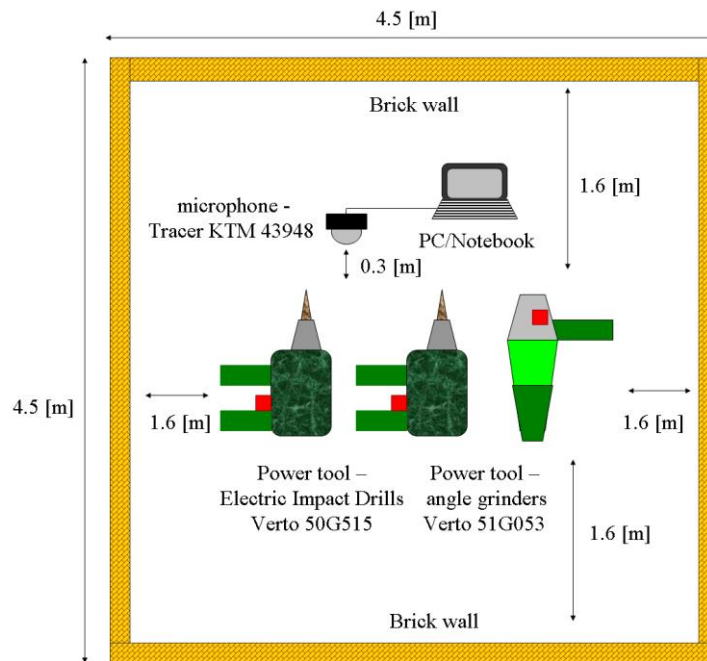 4.5 [m]
Brick wall
1.6 [m]
microphone -
Tracer KTM 43948
PC/Notebook
0.3 [m]
4.5 [m]
1.6 [m]
1.6 [m]
Power tool –
Electric Impact Drills
Verto 50G515
Power tool –
angle grinders
Verto 51G053
1.6 [m]
Brick wall